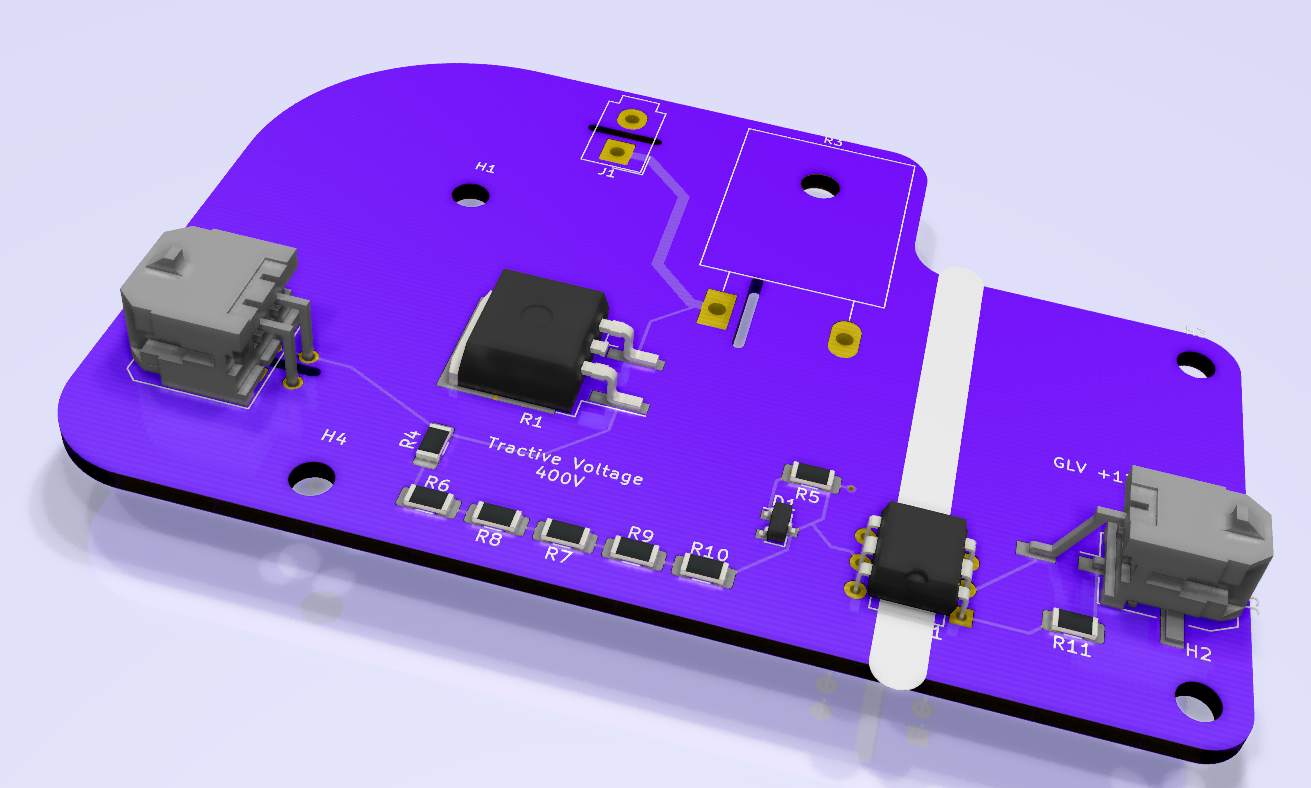 R3
H1
J1
R1
H4
R4
Tractive Voltage
400V
GLV +1
R6
R5
D1
R8
R7
R9
R10
R11
H2